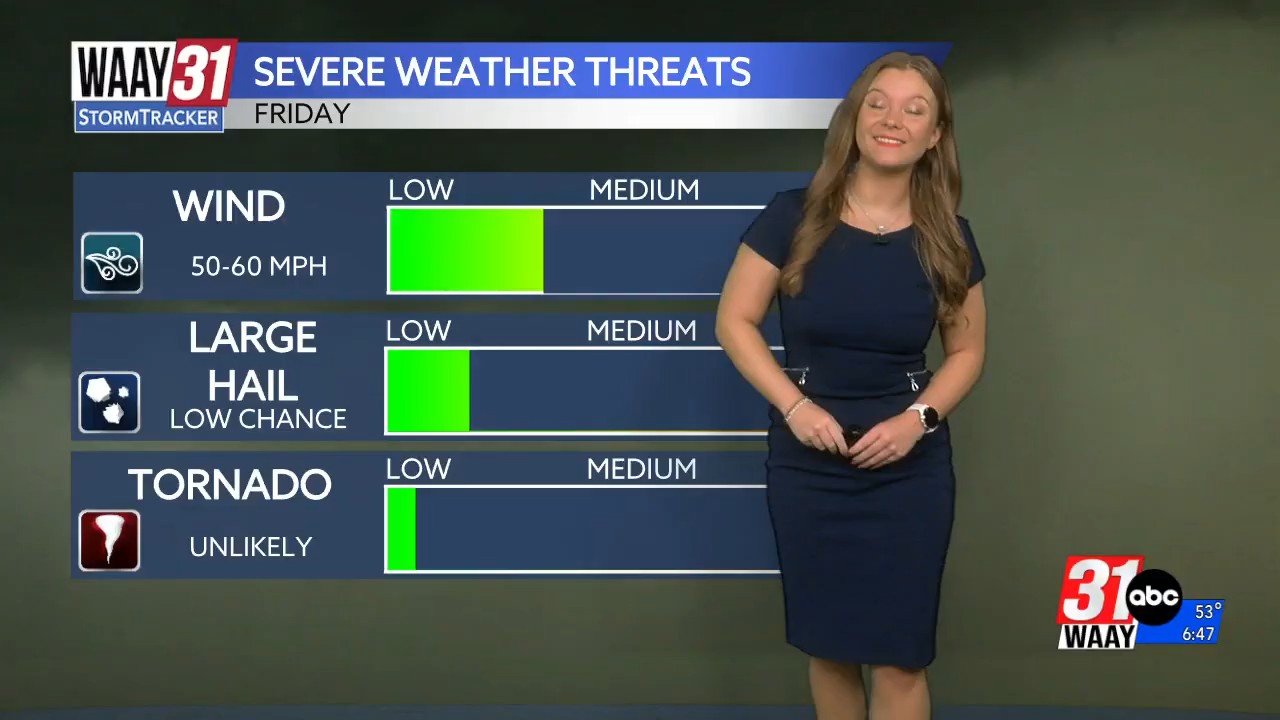 WAAY 31
SEVERE WEATHER THREATS
STORMTRACKER
FRIDAY
WIND
50-60 MPH
LOW MEDIUM
LARGE
HAIL
LOW CHANCE
LOW MEDIUM
TORNADO
UNLIKELY
LOW MEDIUM
31
abc
WAAY
53°
6:47